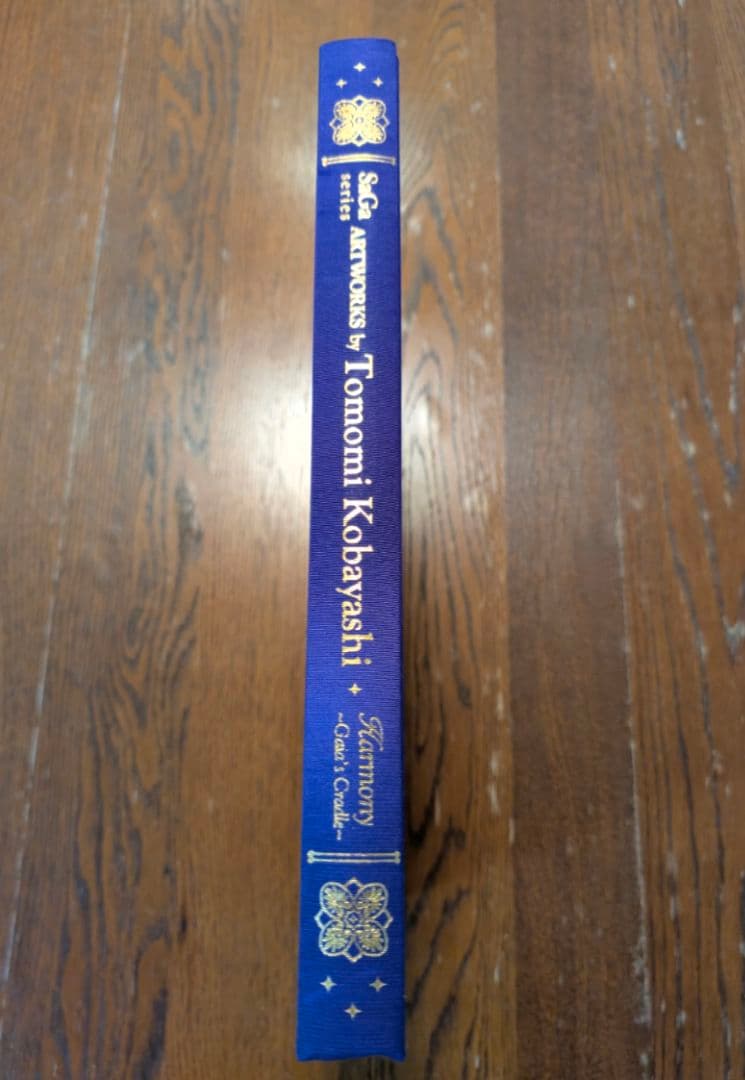 SaGa
series
ARTWORKS by Tomomi Kobayashi
Harmony
~Gaia's Cradle~